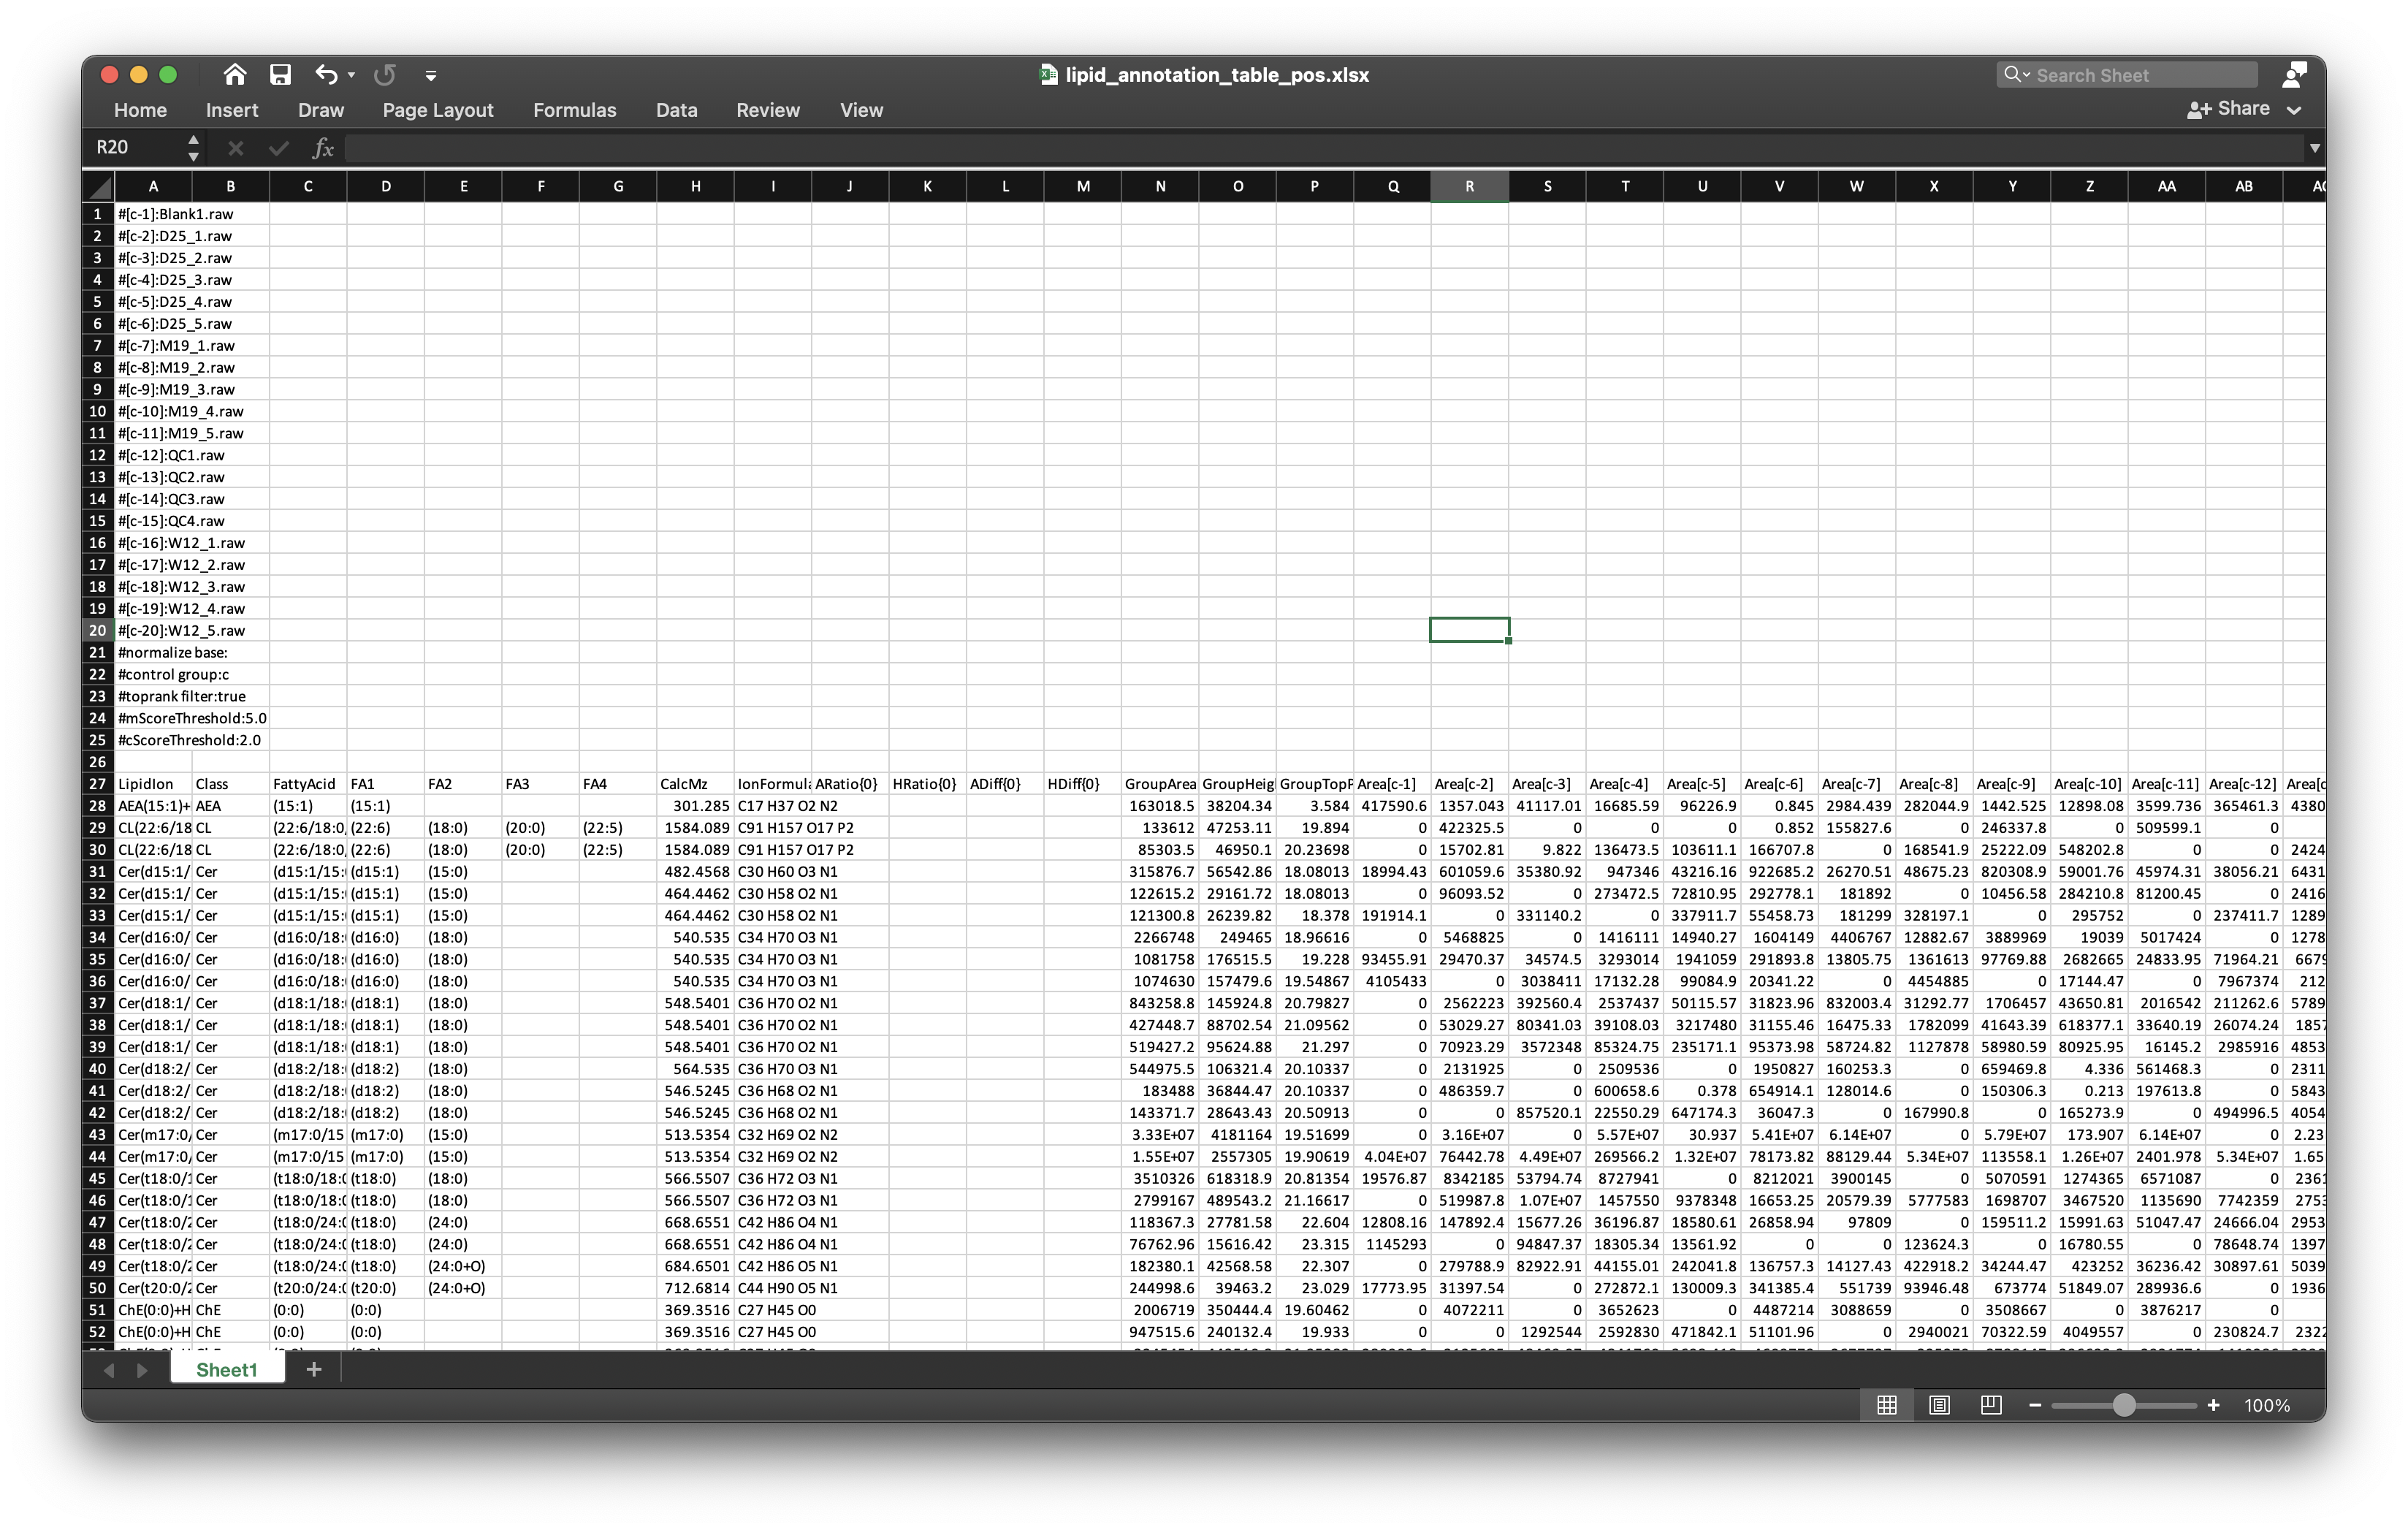 lipid_annotation_table_pos.xlsx
Search Sheet
Home Insert Draw Page Layout Formulas Data Review View
Share
R20 fx
A B C D E F G H I J K L M N O P Q R S T U V W X Y Z AA AB
1 #[c-1]:Blank1.raw
2 #[c-2]:D25_1.raw
3 #[c-3]:D25_2.raw
4 #[c-4]:D25_3.raw
5 #[c-5]:D25_4.raw
6 #[c-6]:D25_5.raw
7 #[c-7]:M19_1.raw
8 #[c-8]:M19_2.raw
9 #[c-9]:M19_3.raw
10 #[c-10]:M19_4.raw
11 #[c-11]:M19_5.raw
12 #[c-12]:QC1.raw
13 #[c-13]:QC2.raw
14 #[c-14]:QC3.raw
15 #[c-15]:QC4.raw
16 #[c-16]:W12_1.raw
17 #[c-17]:W12_2.raw
18 #[c-18]:W12_3.raw
19 #[c-19]:W12_4.raw
20 #[c-20]:W12_5.raw
21 #normalize base:
22 #control group:c
23 #toprank filter:true
24 #mScoreThreshold:5.0
25 #cScoreThreshold:2.0
26
27 LipidIon Class FattyAcid FA1 FA2 FA3 FA4 CalcMz IonFormul ARatio{0} HRatio{0} ADiff{0} HDiff{0} GroupArea GroupHeig GroupTopP Area[c-1] Area[c-2] Area[c-3] Area[c-4] Area[c-5] Area[c-6] Area[c-7] Area[c-8] Area[c-9] Area[c-10] Area[c-11] Area[c-12] Area[c
28 AEA(15:1)+ AEA (15:1) (15:1) 301.285 C17 H37 O2 N2 163018.5 38204.34 3.584 417590.6 1357.043 41117.01 16685.59 96226.9 0.845 2984.439 282044.9 1442.525 12898.08 3599.736 365461.3 4380
29 CL(22:6/18 CL (22:6/18:0, (22:6) (18:0) (20:0) (22:5) 1584.089 C91 H157 O17 P2 133612 47253.11 19.894 0 422325.5 0 0 0 0.852 155827.6 0 246337.8 0 509599.1 0
30 CL(22:6/18 CL (22:6/18:0, (22:6) (18:0) (20:0) (22:5) 1584.089 C91 H157 O17 P2 85303.5 46950.1 20.23698 0 15702.81 9.822 136473.5 103611.1 166707.8 0 168541.9 25222.09 548202.8 0 0 2424
31 Cer(d15:1/ Cer (d15:1/15: (d15:1) (15:0) 482.4568 C30 H60 O3 N1 315876.7 56542.86 18.08013 18994.43 601059.6 35380.92 947346 43216.16 922685.2 26270.51 48675.23 820308.9 59001.76 45974.31 38056.21 6431
32 Cer(d15:1/ Cer (d15:1/15: (d15:1) (15:0) 464.4462 C30 H58 O2 N1 122615.2 29161.72 18.08013 0 96093.52 0 273472.5 72810.95 292778.1 181892 0 10456.58 284210.8 81200.45 0 2416
33 Cer(d15:1/ Cer (d15:1/15: (d15:1) (15:0) 464.4462 C30 H58 O2 N1 121300.8 26239.82 18.378 191914.1 0 331140.2 0 337911.7 55458.73 181299 328197.1 0 295752 0 237411.7 1289
34 Cer(d16:0/ Cer (d16:0/18: (d16:0) (18:0) 540.535 C34 H70 O3 N1 2266748 249465 18.96616 0 5468825 0 1416111 14940.27 1604149 4406767 12882.67 3889969 19039 5017424 0 1278
35 Cer(d16:0/ Cer (d16:0/18: (d16:0) (18:0) 540.535 C34 H70 O3 N1 1081758 176515.5 19.228 93455.91 29470.37 34574.5 3293014 1941059 291893.8 13805.75 1361613 97769.88 2682665 24833.95 71964.21 6679
36 Cer(d16:0/ Cer (d16:0/18: (d16:0) (18:0) 540.535 C34 H70 O3 N1 1074630 157479.6 19.54867 4105433 0 3038411 17132.28 99084.9 20341.22 0 4454885 0 17144.47 0 7967374 212
37 Cer(d18:1/ Cer (d18:1/18: (d18:1) (18:0) 548.5401 C36 H70 O2 N1 843258.8 145924.8 20.79827 0 2562223 392560.4 2537437 50115.57 31823.96 832003.4 31292.77 1706457 43650.81 2016542 211262.6 5789
38 Cer(d18:1/ Cer (d18:1/18: (d18:1) (18:0) 548.5401 C36 H70 O2 N1 427448.7 88702.54 21.09562 0 53029.27 80341.03 39108.03 3217480 31155.46 16475.33 1782099 41643.39 618377.1 33640.19 26074.24 1857
39 Cer(d18:1/ Cer (d18:1/18: (d18:1) (18:0) 548.5401 C36 H70 O2 N1 519427.2 95624.88 21.297 0 70923.29 3572348 85324.75 235171.1 95373.98 58724.82 1127878 58980.59 80925.95 16145.2 2985916 4853
40 Cer(d18:2/ Cer (d18:2/18: (d18:2) (18:0) 564.535 C36 H70 O3 N1 544975.5 106321.4 20.10337 0 2131925 0 2509536 0 1950827 160253.3 0 659469.8 4.336 561468.3 0 2311
41 Cer(d18:2/ Cer (d18:2/18: (d18:2) (18:0) 546.5245 C36 H68 O2 N1 183488 36844.47 20.10337 0 486359.7 0 600658.6 0.378 654914.1 128014.6 0 150306.3 0.213 197613.8 0 5843
42 Cer(d18:2/ Cer (d18:2/18: (d18:2) (18:0) 546.5245 C36 H68 O2 N1 143371.7 28643.43 20.50913 0 0 857520.1 22550.29 647174.3 36047.3 0 167990.8 0 165273.9 0 494996.5 4054
43 Cer(m17:0/ Cer (m17:0/15 (m17:0) (15:0) 513.5354 C32 H69 O2 N2 3.33E+07 4181164 19.51699 0 3.16E+07 0 5.57E+07 30.937 5.41E+07 6.14E+07 0 5.79E+07 173.907 6.14E+07 0 2.23
44 Cer(m17:0/ Cer (m17:0/15 (m17:0) (15:0) 513.5354 C32 H69 O2 N2 1.55E+07 2557305 19.90619 4.04E+07 76442.78 4.49E+07 269566.2 1.32E+07 78173.82 88129.44 5.34E+07 113558.1 1.26E+07 2401.978 5.34E+07 1.65
45 Cer(t18:0/1 Cer (t18:0/18:0 (t18:0) (18:0) 566.5507 C36 H72 O3 N1 3510326 618318.9 20.81354 19576.87 8342185 53794.74 8727941 0 8212021 3900145 0 5070591 1274365 6571087 0 2361
46 Cer(t18:0/1 Cer (t18:0/18:0 (t18:0) (18:0) 566.5507 C36 H72 O3 N1 2799167 489543.2 21.16617 0 519987.8 1.07E+07 1457550 9378348 16653.25 20579.39 5777583 1698707 3467520 1135690 7742359 2753
47 Cer(t18:0/2 Cer (t18:0/24:0 (t18:0) (24:0) 668.6551 C42 H86 O4 N1 118367.3 27781.58 22.604 12808.16 147892.4 15677.26 36196.87 18580.61 26858.94 97809 0 159511.2 15991.63 51047.47 24666.04 2953
48 Cer(t18:0/2 Cer (t18:0/24:0 (t18:0) (24:0) 668.6551 C42 H86 O4 N1 76762.96 15616.42 23.315 1145293 0 94847.37 18305.34 13561.92 0 0 123624.3 0 16780.55 0 78648.74 1397
49 Cer(t18:0/2 Cer (t18:0/24:0 (t18:0) (24:0+O) 684.6501 C42 H86 O5 N1 182380.1 42568.58 22.307 0 279788.9 82922.91 44155.01 242041.8 136757.3 14127.43 422918.2 34244.47 423252 36236.42 30897.61 5039
50 Cer(t20:0/2 Cer (t20:0/24:0 (t20:0) (24:0+O) 712.6814 C44 H90 O5 N1 244998.6 39463.2 23.029 17773.95 31397.54 0 272872.1 130009.3 341385.4 551739 93946.48 673774 51849.07 289936.6 0 1936
51 ChE(0:0)+H ChE (0:0) (0:0) 369.3516 C27 H45 O0 2006719 350444.4 19.60462 0 4072211 0 3652623 0 4487214 3088659 0 3508667 0 3876217 0
52 ChE(0:0)+H ChE (0:0) (0:0) 369.3516 C27 H45 O0 947515.6 240132.4 19.933 0 0 1292544 2592830 471842.1 51101.96 0 2940021 70322.59 4049557 0 230824.7 2322
Sheet1 +
100%